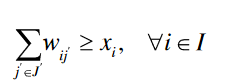 ∑_{j'∈J'} w_{ij'} ≥ x_i, ∀i ∈ I